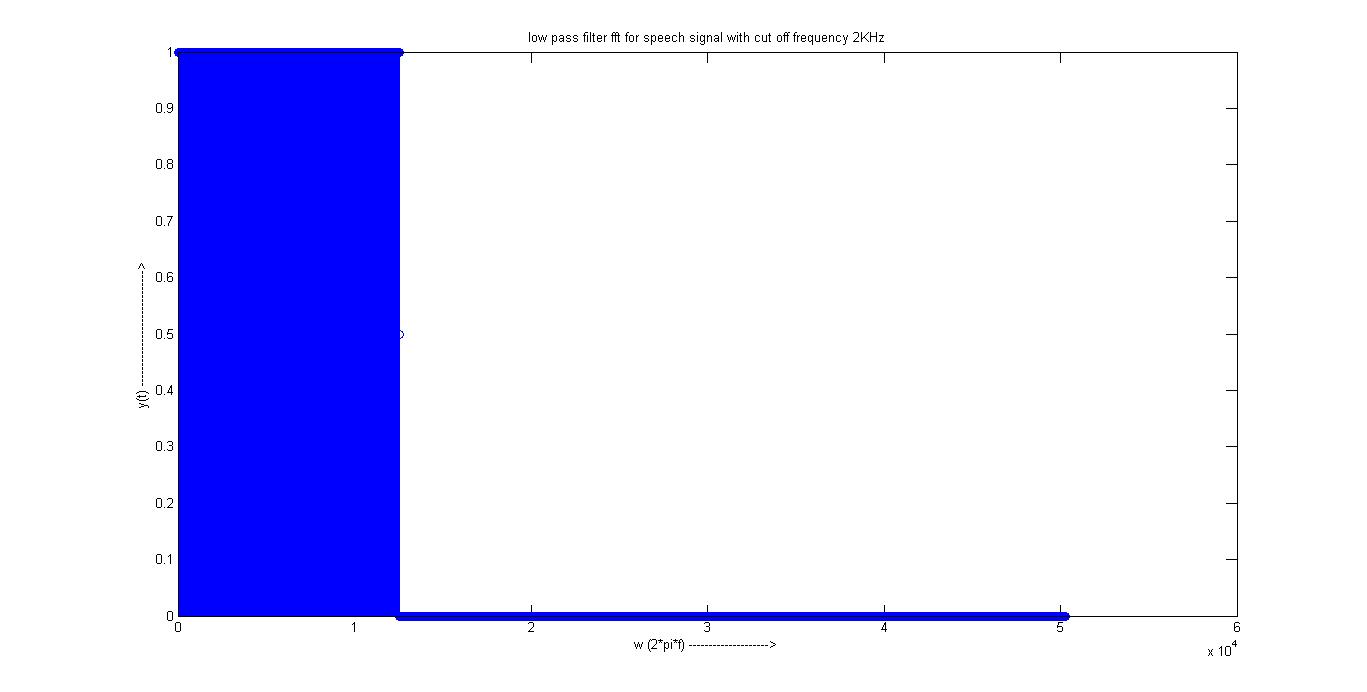 low pass filter fft for speech signal with cut off frequency 2KHz
1
0.9
0.8
0.7
0.6
0.5
0.4
0.3
0.2
0.1
0
y(t) ----------------------->
0 1 2 3 4 5 6
w (2*pi*f) -------------------->
x 10^4